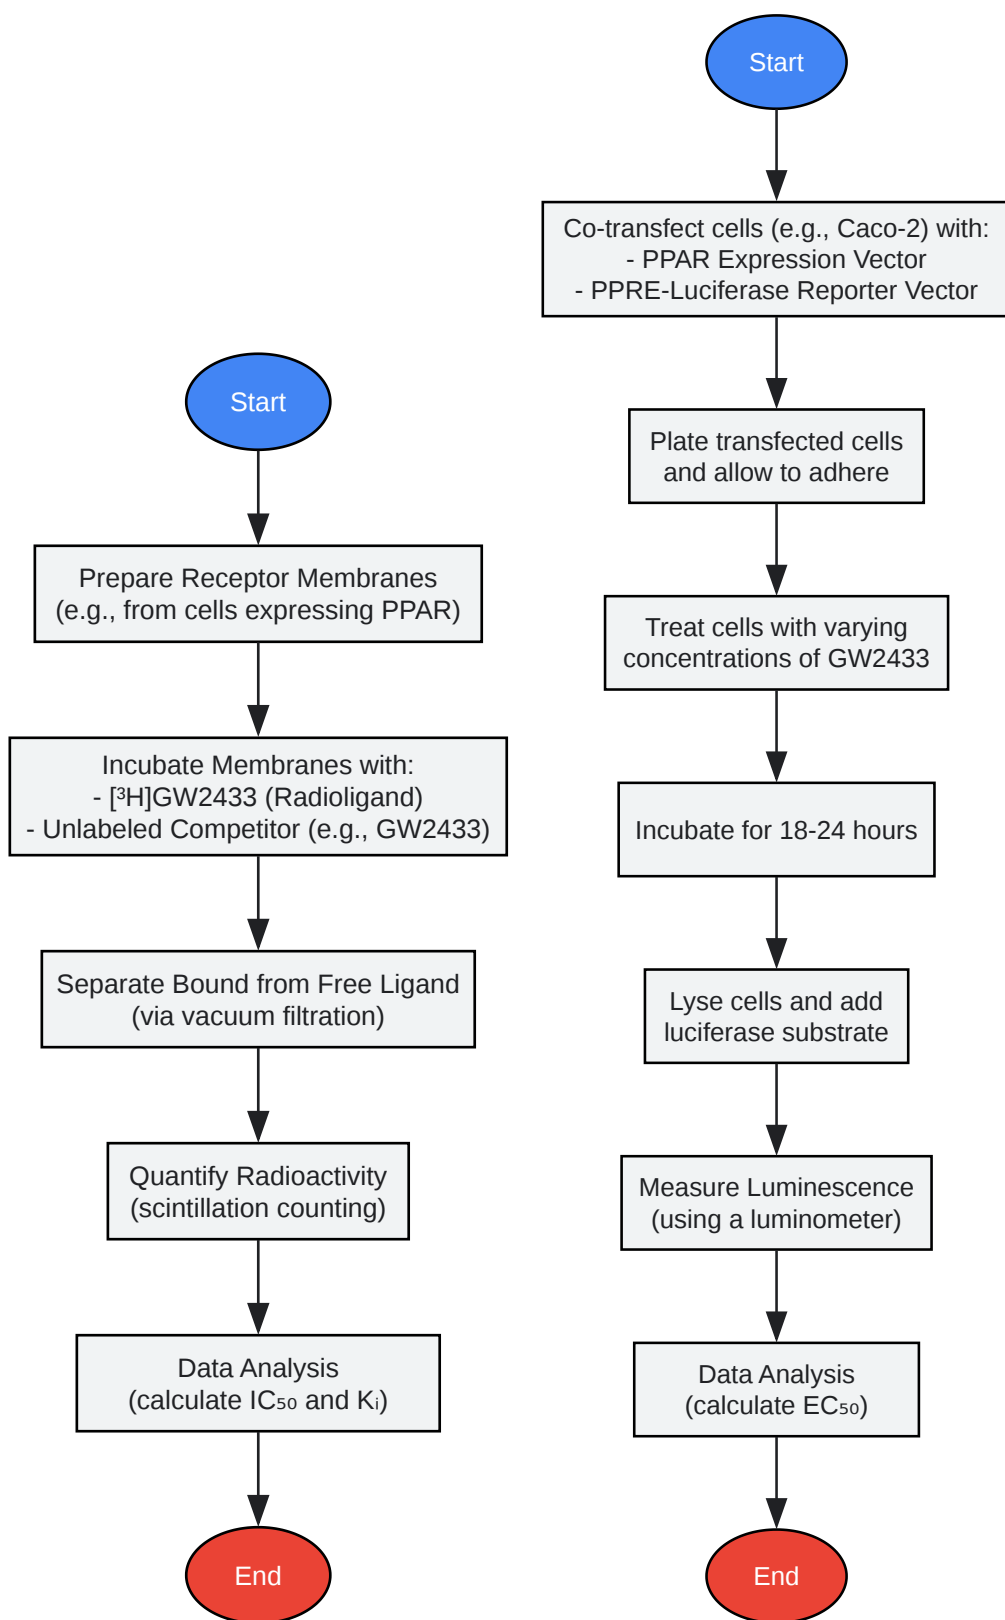 Start
Prepare Receptor Membranes
(e.g., from cells expressing PPAR)
Incubate Membranes with:
- [³H]GW2433 (Radioligand)
- Unlabeled Competitor (e.g., GW2433)
Separate Bound from Free Ligand
(via vacuum filtration)
Quantify Radioactivity
(scintillation counting)
Data Analysis
(calculate IC₅₀ and Kᵢ)
End
Start
Co-transfect cells (e.g., Caco-2) with:
- PPAR Expression Vector
- PPRE-Luciferase Reporter Vector
Plate transfected cells
and allow to adhere
Treat cells with varying
concentrations of GW2433
Incubate for 18-24 hours
Lyse cells and add
luciferase substrate
Measure Luminescence
(using a luminometer)
Data Analysis
(calculate EC₅₀)
End